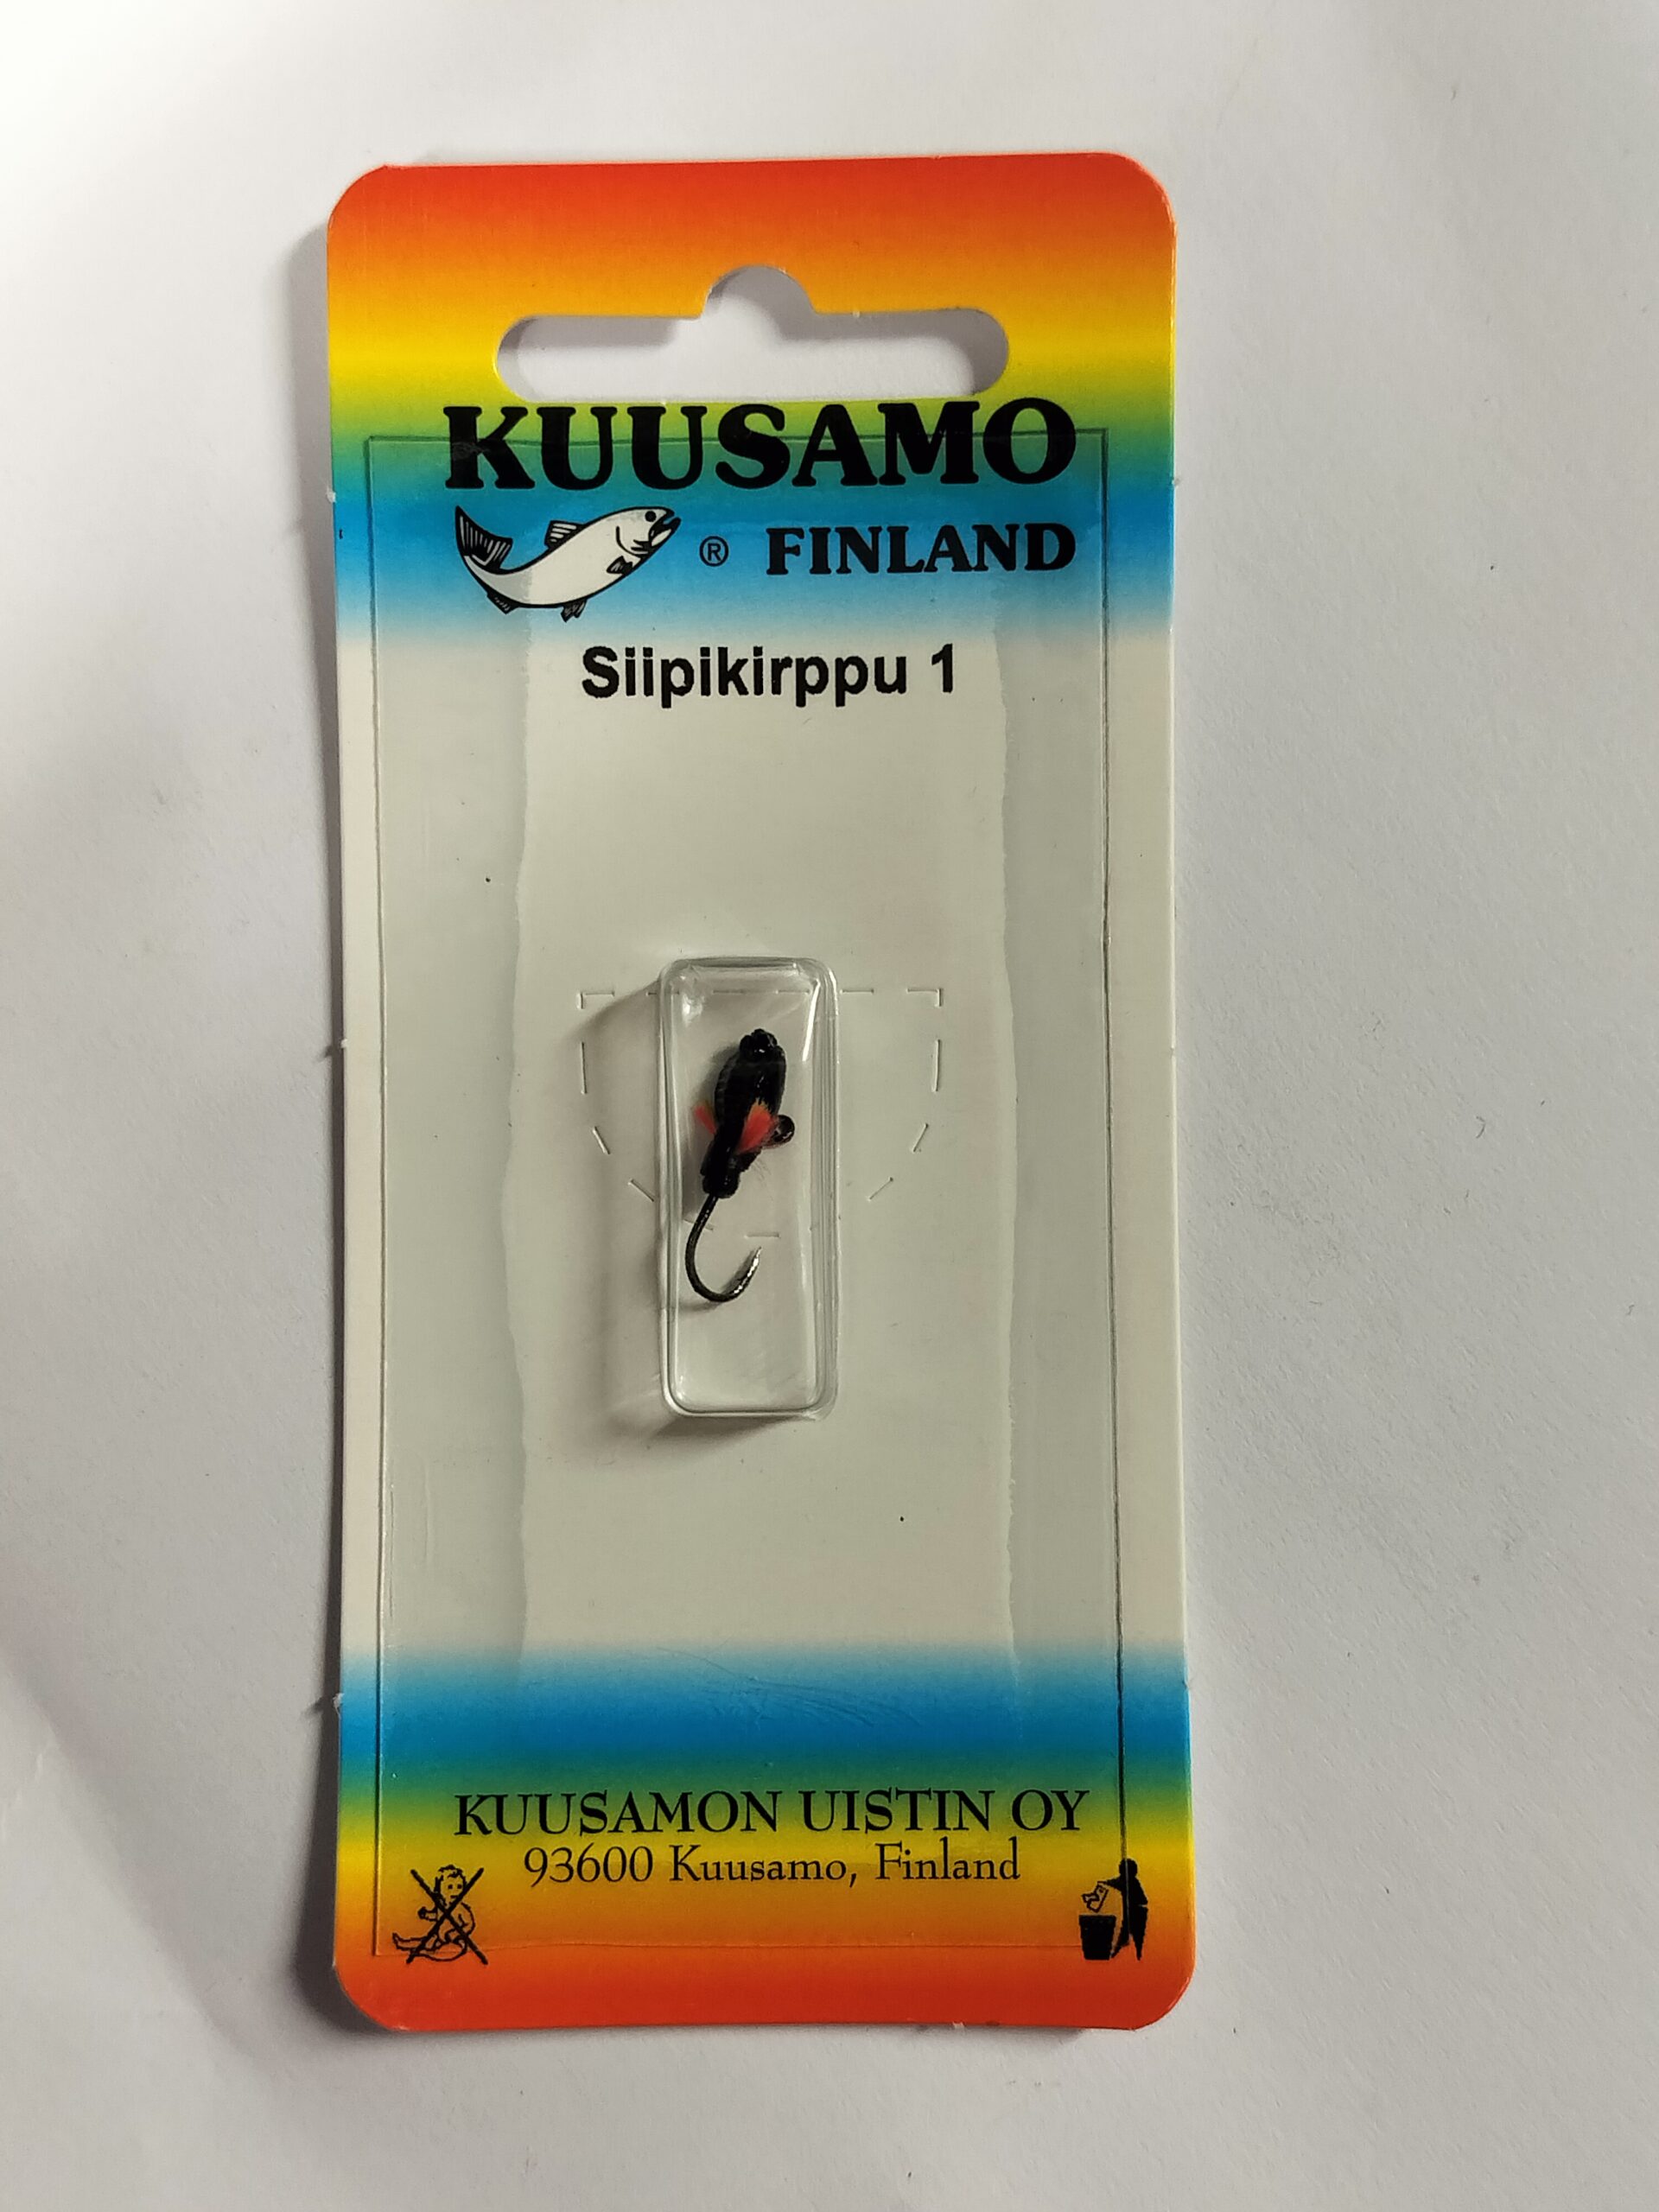 KUUSAMO
® FINLAND
Siipikirppu 1
KUUSAMON UISTIN OY
93600 Kuusamo, Finland